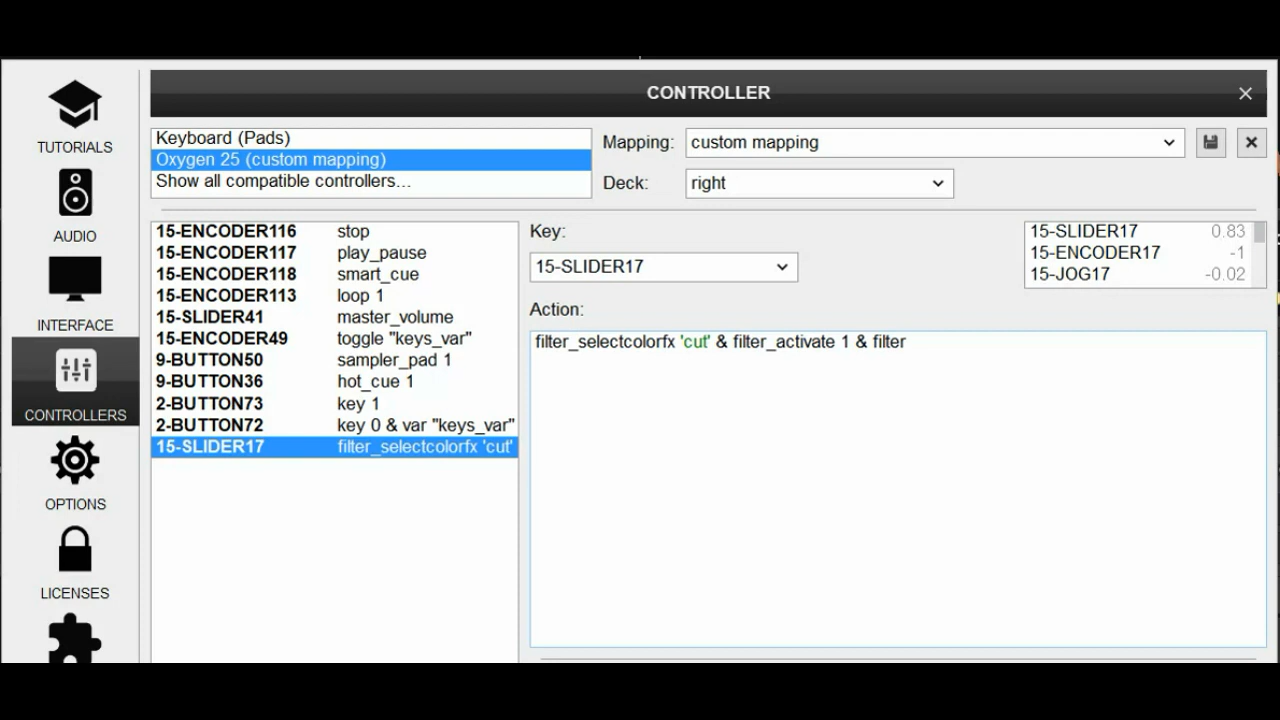 CONTROLLER
TUTORIALS
AUDIO
INTERFACE
CONTROLLERS
OPTIONS
LICENSES
Keyboard (Pads)
Oxygen 25 (custom mapping)
Show all compatible controllers...
Mapping: custom mapping
Deck: right
15-ENCODER116 stop
15-ENCODER117 play_pause
15-ENCODER118 smart_cue
15-ENCODER113 loop 1
15-SLIDER41 master_volume
15-ENCODER49 toggle "keys_var"
9-BUTTON50 sampler_pad 1
9-BUTTON36 hot_cue 1
2-BUTTON73 key 1
2-BUTTON72 key 0 & var "keys_var"
15-SLIDER17 filter_selectcolorfx 'cut'
Key:
15-SLIDER17
15-SLIDER17 0.83
15-ENCODER17 -1
15-JOG17 -0.02
Action:
filter_selectcolorfx 'cut' & filter_activate 1 & filter